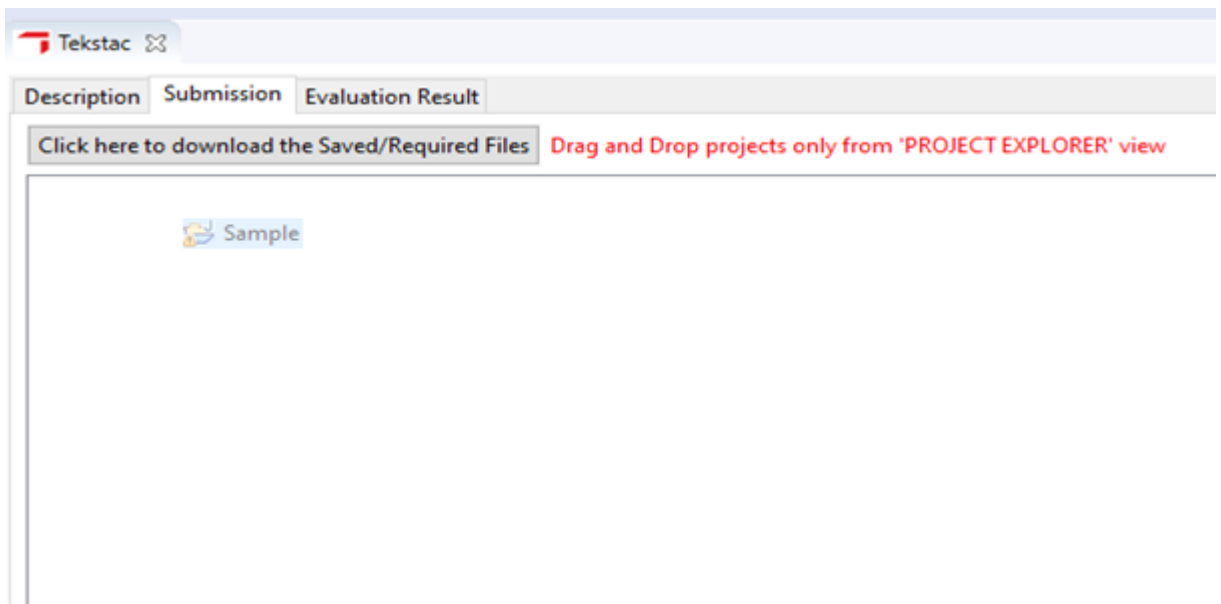 Tekstac
Description Submission Evaluation Result
Click here to download the Saved/Required Files Drag and Drop projects only from 'PROJECT EXPLORER' view
Sample